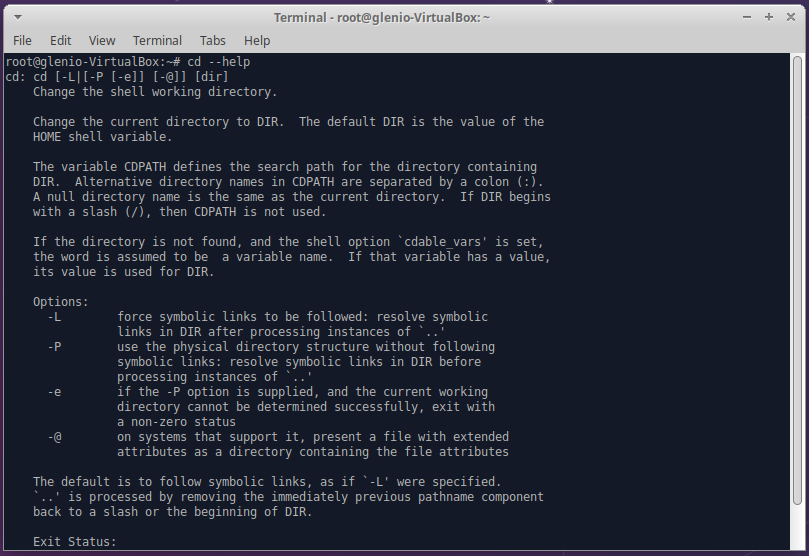 Terminal - root@glenio-VirtualBox: ~
File Edit View Terminal Tabs Help
root@glenio-VirtualBox:~# cd --help
cd: cd [-L|[-P [-e]] [-@]] [dir]
Change the shell working directory.
Change the current directory to DIR.  The default DIR is the value of the
HOME shell variable.
The variable CDPATH defines the search path for the directory containing
DIR.  Alternative directory names in CDPATH are separated by a colon (:).
A null directory name is the same as the current directory.  If DIR begins
with a slash (/), then CDPATH is not used.
If the directory is not found, and the shell option `cdable_vars' is set,
the word is assumed to be  a variable name.  If that variable has a value,
its value is used for DIR.
Options:
-L        force symbolic links to be followed: resolve symbolic
links in DIR after processing instances of `..'
-P        use the physical directory structure without following
symbolic links: resolve symbolic links in DIR before
processing instances of `..'
-e        if the -P option is supplied, and the current working
directory cannot be determined successfully, exit with
a non-zero status
-@        on systems that support it, present a file with extended
attributes as a directory containing the file attributes
The default is to follow symbolic links, as if `-L' were specified.
`..' is processed by removing the immediately previous pathname component
back to a slash or the beginning of DIR.
Exit Status: